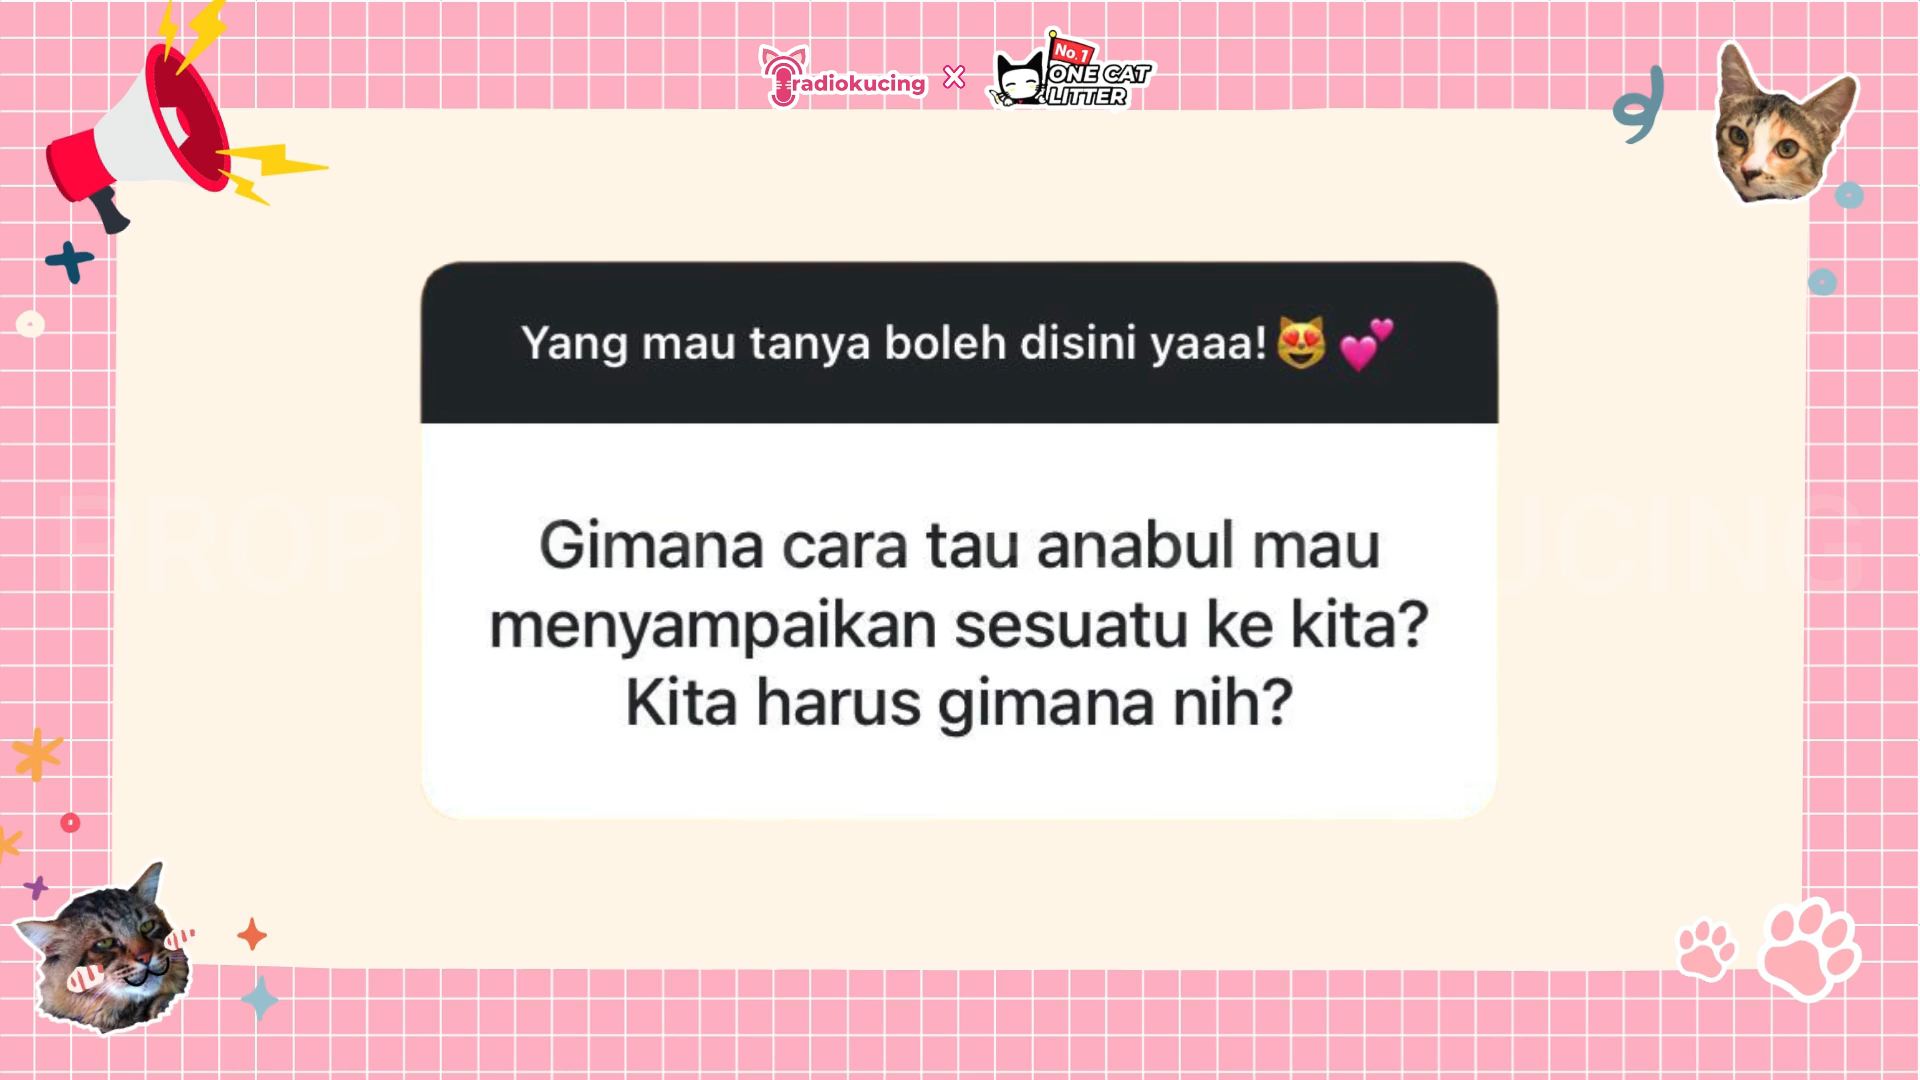 radiokucing
No.1
ONE CAT
LITTER
Yang mau tanya boleh disini yaaa!😻 💕
Gimana cara tau anabul mau
menyampaikan sesuatu ke kita?
Kita harus gimana nih?